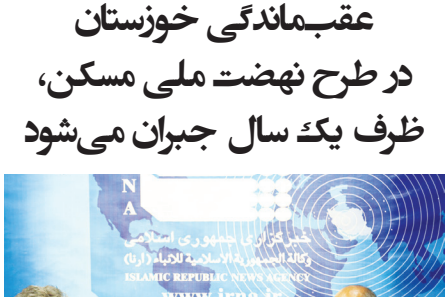 عقب‌ماندگی خوزستان
در طرح نهضت ملی مسکن،
ظرف یک سال جبران می‌شود
N
A
خبرگزاری جمهوری اسلامی
وكالة الجمهورية الاسلامية للانباء (ارنا)
ISLAMIC REPUBLIC NEWS AGENCY
www.irna.ir